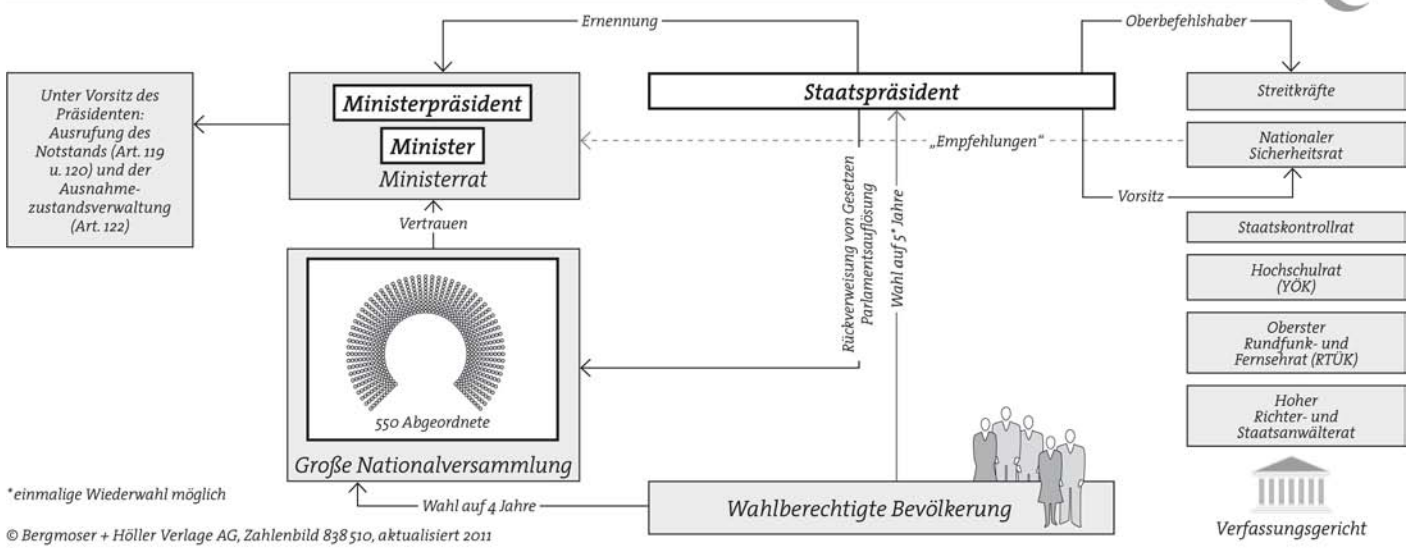 Ernennung
Oberbefehlshaber
Unter Vorsitz des
Präsidenten:
Ausrufung des
Notstands (Art. 119
u. 120) und der
Ausnahme-
zustandsverwaltung
(Art. 122)
Ministerpräsident
Minister
Ministerrat
Staatspräsident
Streitkräfte
„Empfehlungen“
Nationaler
Sicherheitsrat
Vorsitz
Vertrauen
Rückverweisung von Gesetzen
Parlamentsauflösung
Wahl auf 5* Jahre
Staatskontrollrat
Hochschulrat
(YÖK)
Oberster
Rundfunk- und
Fernsehrat (RTÜK)
Hoher
Richter- und
Staatsanwälterat
550 Abgeordnete
Große Nationalversammlung
*einmalige Wiederwahl möglich
Wahl auf 4 Jahre
Wahlberechtigte Bevölkerung
Verfassungsgericht
© Bergmoser + Höller Verlag AG, Zahlenbild 838 510, aktualisiert 2011